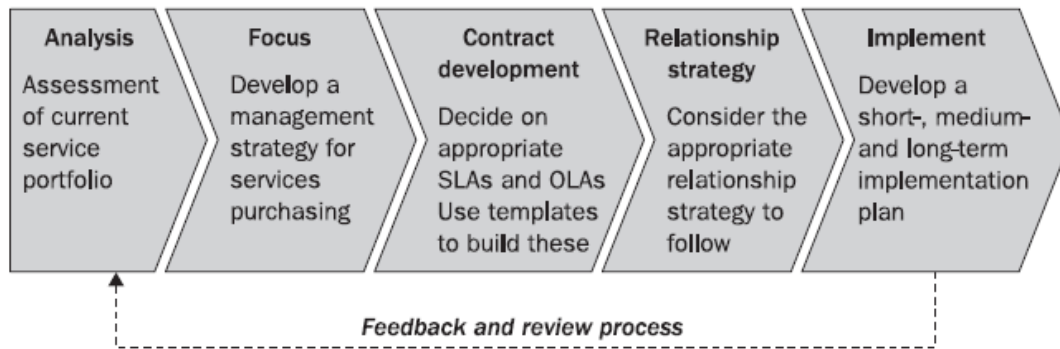 Analysis
Assessment
of current
service
portfolio
Focus
Develop a
management
strategy for
services
purchasing
Contract
development
Decide on
appropriate
SLAs and OLAs
Use templates
to build these
Relationship
strategy
Consider the
appropriate
relationship
strategy to
follow
Implement
Develop a
short-, medium-
and long-term
implementation
plan
Feedback and review process